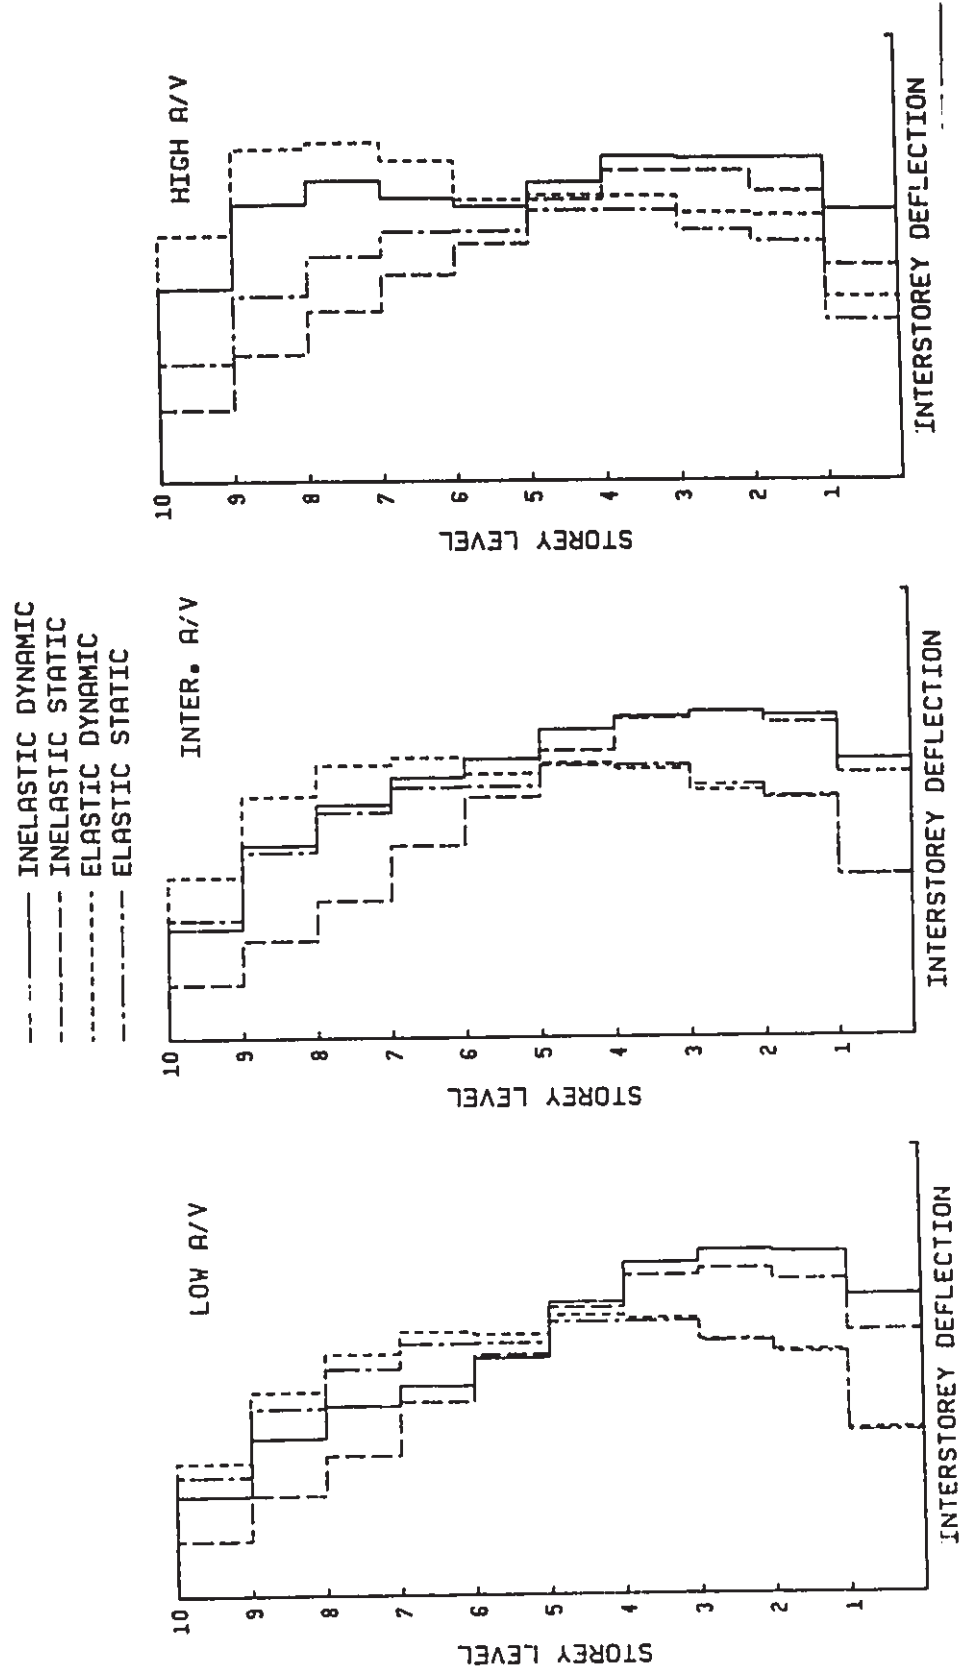 INELASTIC DYNAMIC
INELASTIC STATIC
ELASTIC DYNAMIC
ELASTIC STATIC
LOW A/V
10
9
8
7
6
5
4
3
2
1
STOREY LEVEL
INTERSTOREY DEFLECTION
INTER. A/V
10
9
8
7
6
5
4
3
2
1
STOREY LEVEL
INTERSTOREY DEFLECTION
HIGH A/V
10
9
8
7
6
5
4
3
2
1
STOREY LEVEL
INTERSTOREY DEFLECTION